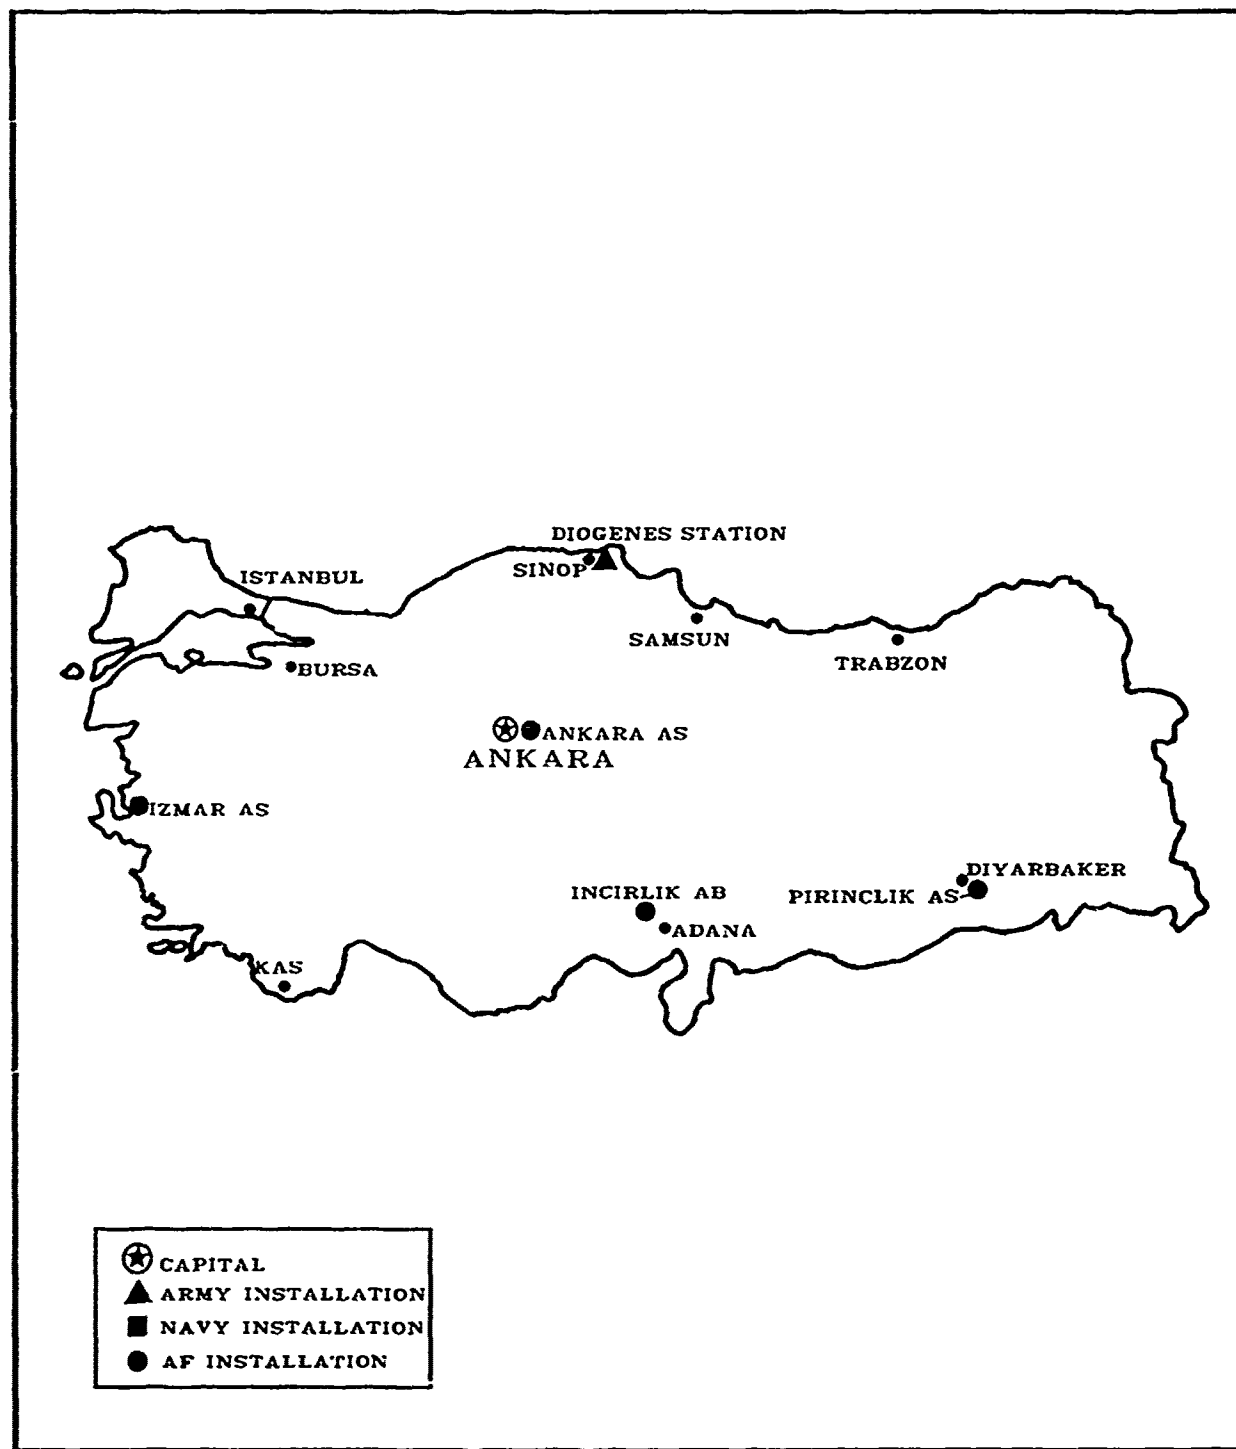 DIOGENES STATION
SINOP
ISTANBUL
SAMSUN
TRABZON
BURSA
ANKARA AS
ANKARA
IZMAR AS
DIYARBAKER
PIRINCLIK AS
INCIRLIK AB
ADANA
KAS
CAPITAL
ARMY INSTALLATION
NAVY INSTALLATION
AF INSTALLATION